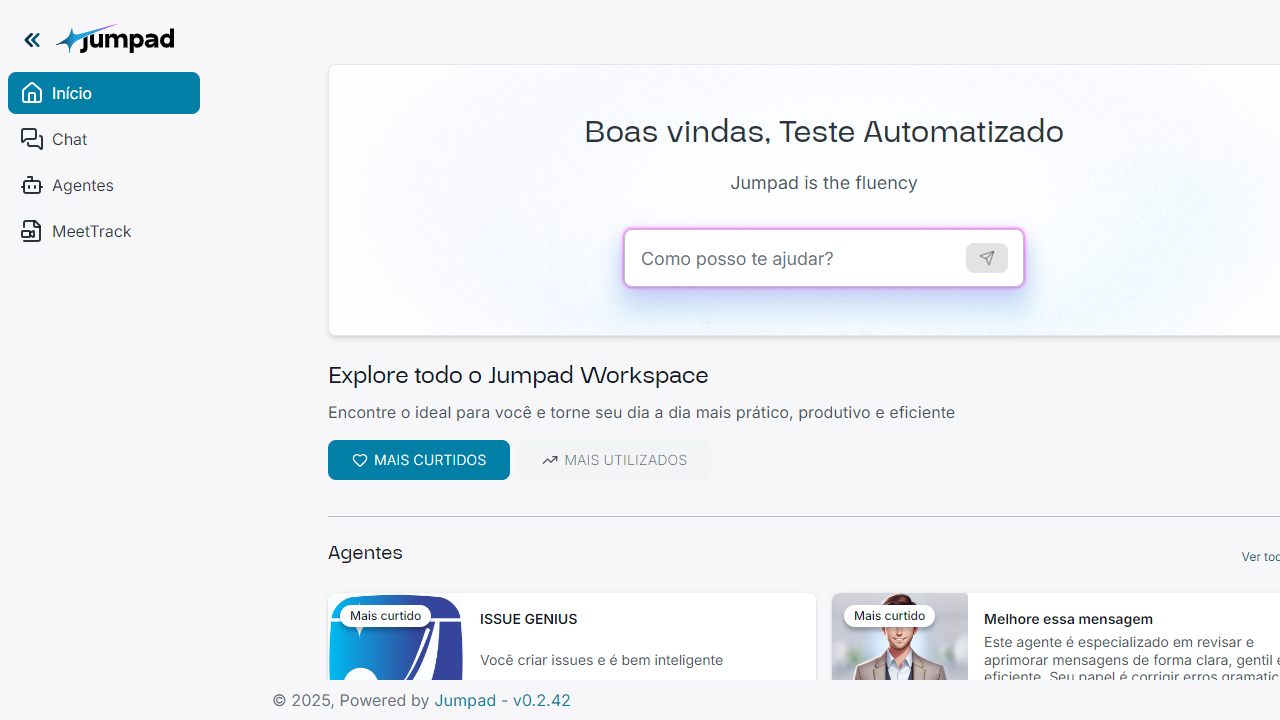 jumpad
Início
Chat
Agentes
MeetTrack
Boas vindas, Teste Automatizado
Jumpad is the fluency
Como posso te ajudar?
Explore todo o Jumpad Workspace
Encontre o ideal para você e torne seu dia a dia mais prático, produtivo e eficiente
MAIS CURTIDOS
MAIS UTILIZADOS
Agentes
Ver tod
Mais curtido
ISSUE GENIUS
Você criar issues e é bem inteligente
Mais curtido
Melhore essa mensagem
Este agente é especializado em revisar e
aprimorar mensagens de forma clara, gentil e
eficiente. Seu papel é corrigir erros gramatic
© 2025, Powered by Jumpad - v0.2.42